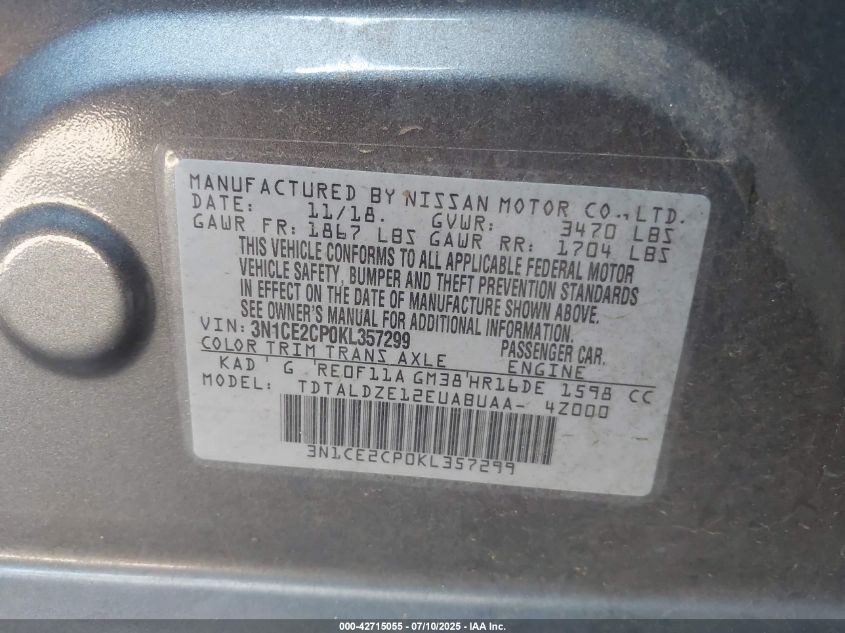 MANUFACTURED BY NISSAN MOTOR CO., LTD.
DATE: 11/18. GVWR: 3470 LBS
GAWR FR: 1867 LBS GAWR RR: 1704 LBS
THIS VEHICLE CONFORMS TO ALL APPLICABLE FEDERAL MOTOR
VEHICLE SAFETY, BUMPER AND THEFT PREVENTION STANDARDS
IN EFFECT ON THE DATE OF MANUFACTURE SHOWN ABOVE.
SEE OWNER'S MANUAL FOR ADDITIONAL INFORMATION.
VIN: 3N1CE2CP0KL357299 PASSENGER CAR.
COLOR TRIM TRANS AXLE ENGINE
KAD ' G 'RE0F11A GM38'HR16DE 1598 CC
MODEL: TDTALDZE12EUABUAA- 4Z000
3N1CE2CP0KL357299
000-42715055 - 07/10/2025 - IAA Inc.